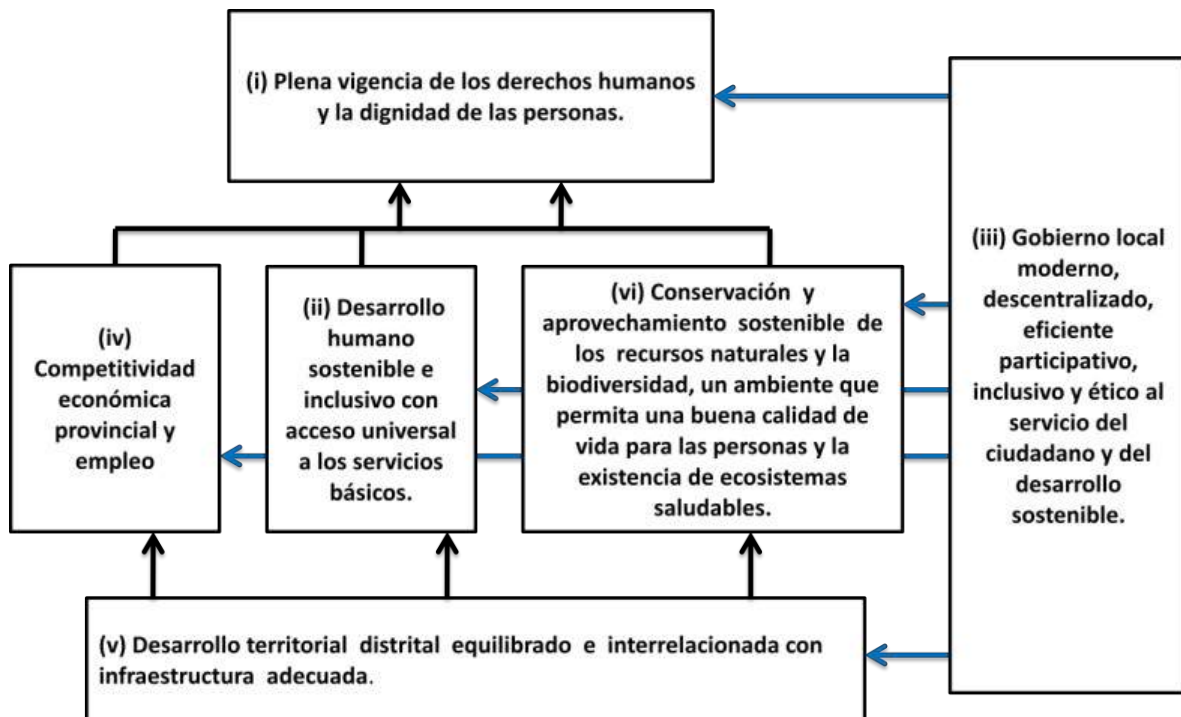 (i) Plena vigencia de los derechos humanos
y la dignidad de las personas.
(iv)
Competitividad
económica
provincial y
empleo
(ii) Desarrollo
humano
sostenible e
inclusivo con
acceso universal
a los servicios
básicos.
(vi) Conservación y
aprovechamiento sostenible de
los recursos naturales y la
biodiversidad, un ambiente que
permita una buena calidad de
vida para las personas y la
existencia de ecosistemas
saludables.
(iii) Gobierno local
moderno,
descentralizado,
eficiente
participativo,
inclusivo y ético al
servicio del
ciudadano y del
desarrollo
sostenible.
(v) Desarrollo territorial distrital equilibrado e interrelacionada con
infraestructura adecuada.